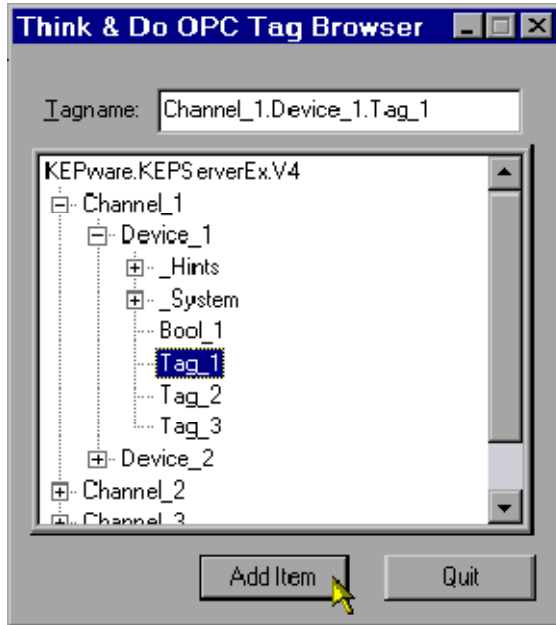 Think & Do OPC Tag Browser
Tagname: Channel_1.Device_1.Tag_1
KEPware.KEPServerEx.V4
Channel_1
Device_1
_Hints
_System
Bool_1
Tag_1
Tag_2
Tag_3
Device_2
Channel_2
Channel_3
Add Item Quit